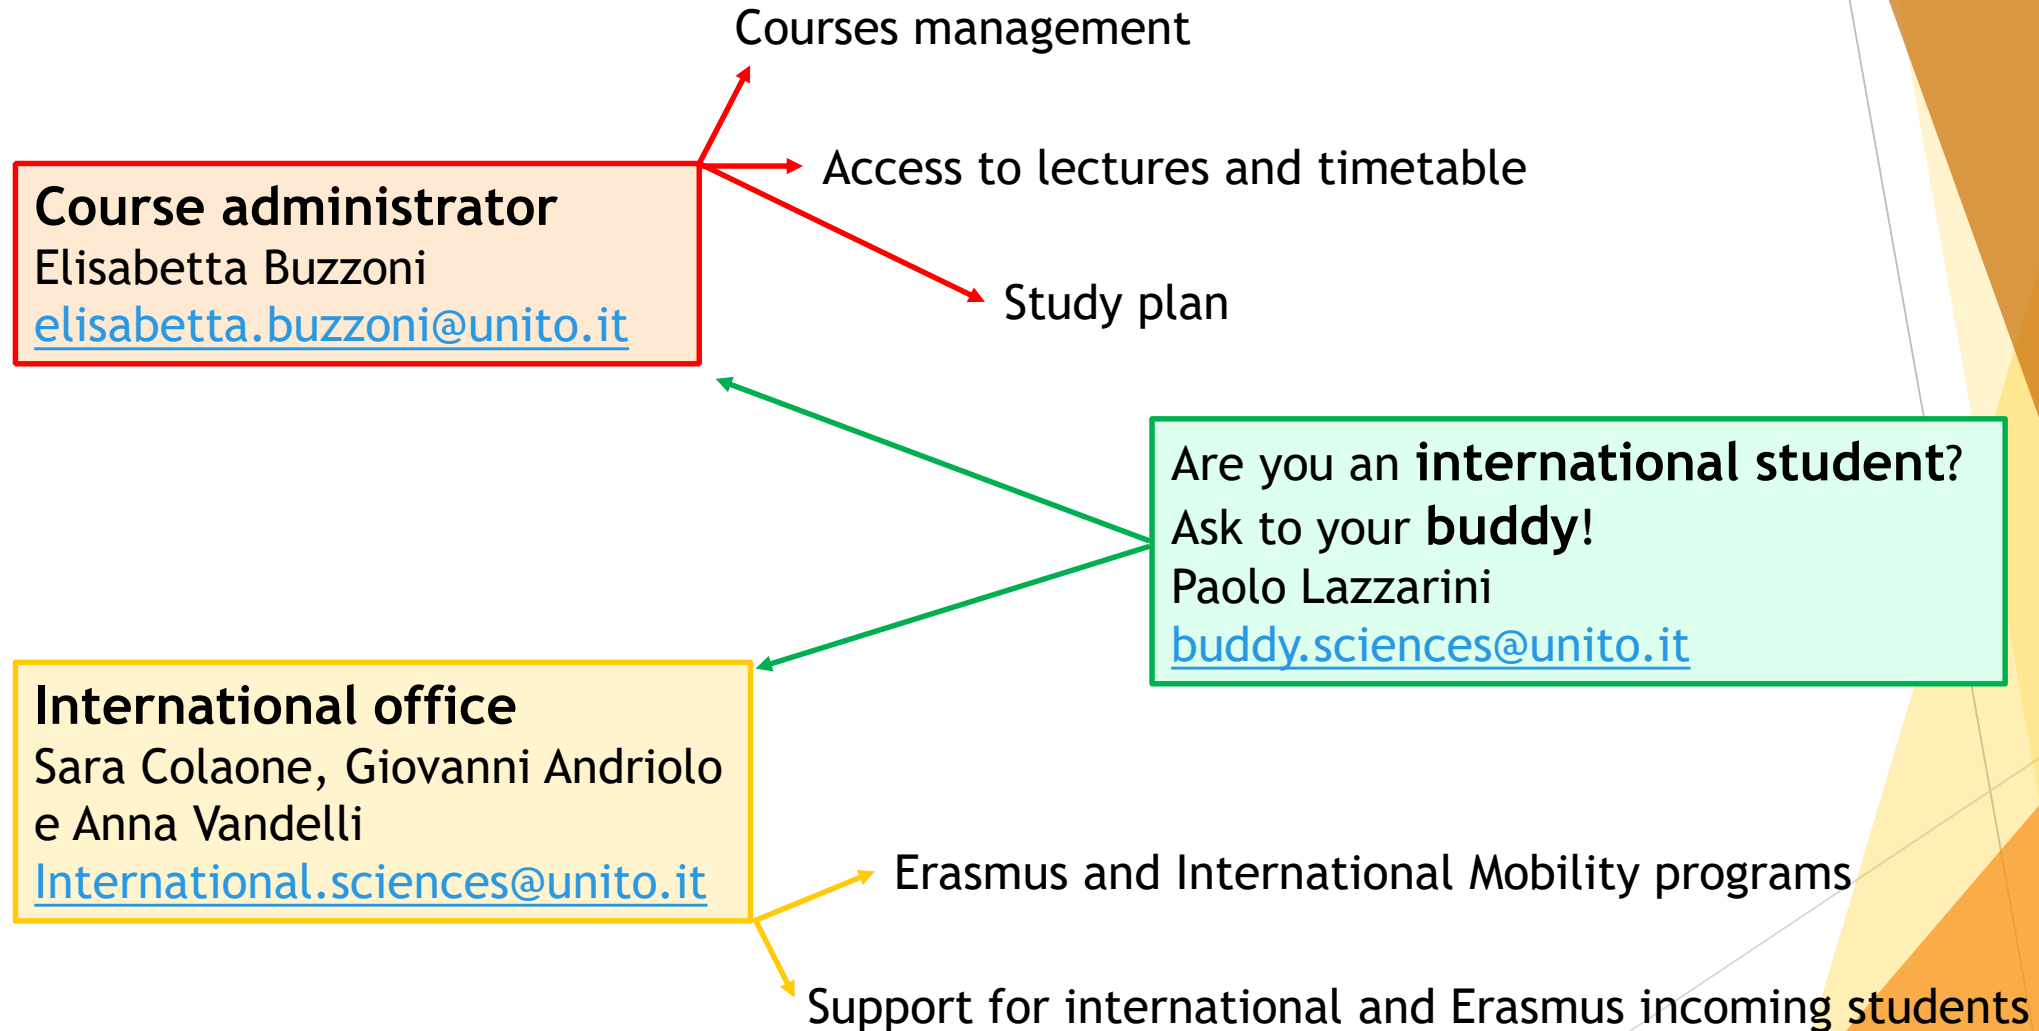 Courses management
Access to lectures and timetable
Course administrator
Elisabetta Buzzoni
elisabetta.buzzoni@unito.it
Study plan
Are you an international student?
Ask to your buddy!
Paolo Lazzarini
buddy.sciences@unito.it
International office
Sara Colaone, Giovanni Andriolo
e Anna Vandelli
International.sciences@unito.it
Erasmus and International Mobility programs
Support for international and Erasmus incoming students